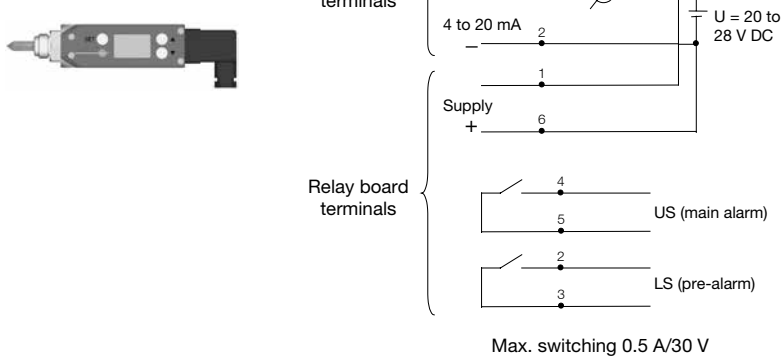 terminals
4 to 20 mA
–
2
U = 20 to
28 V DC
1
Supply
+
6
Relay board
terminals
4
US (main alarm)
5
2
LS (pre-alarm)
3
Max. switching 0.5 A/30 V
SET